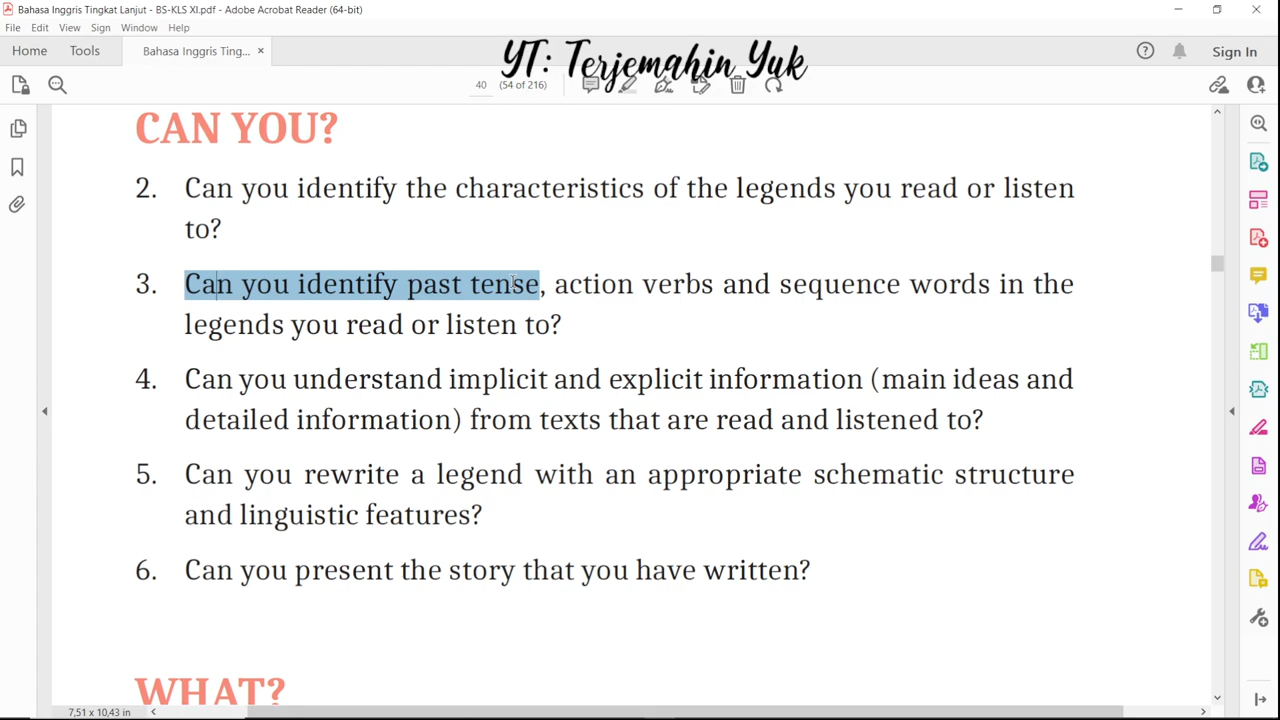 Bahasa Inggris Tingkat Lanjut - BS-KLS XI.pdf - Adobe Acrobat Reader (64-bit)
File Edit View Sign Window Help
Home Tools Bahasa Inggris Ting... × Sign In
YT: Terjemahin Yuk
40 (54 of 216)
CAN YOU?
2. Can you identify the characteristics of the legends you read or listen
to?
3. Can you identify past tense, action verbs and sequence words in the
legends you read or listen to?
4. Can you understand implicit and explicit information (main ideas and
detailed information) from texts that are read and listened to?
5. Can you rewrite a legend with an appropriate schematic structure
and linguistic features?
6. Can you present the story that you have written?
WHAT?
7,51 x 10,43 in